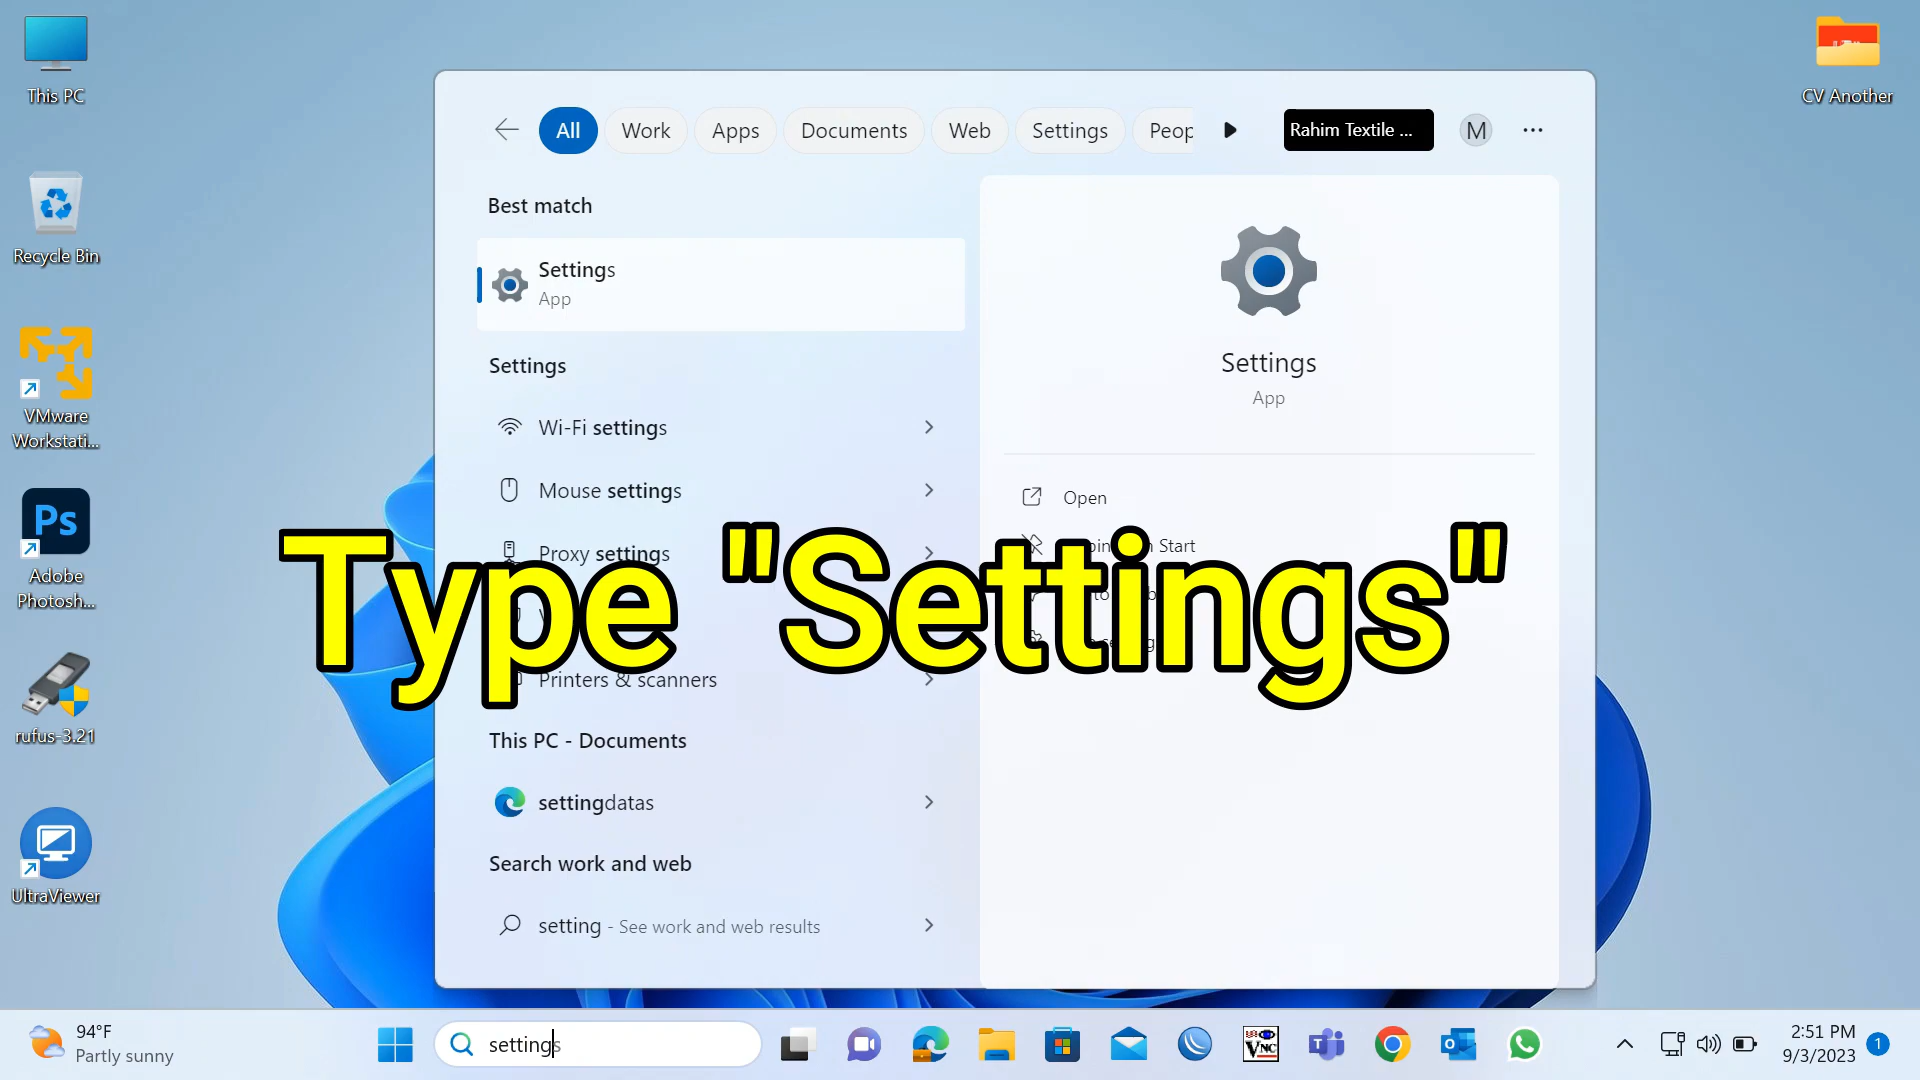 This PC
Recycle Bin
VMware
Workstati...
Ps
Adobe
Photosh...
rufus-3.21
UltraViewer
CV Another
All
Work
Apps
Documents
Web
Settings
Peop
Rahim Textile ...
M
Best match
Settings
App
Settings
Wi-Fi settings
Mouse settings
Proxy settings
Printers & scanners
This PC - Documents
settingdatas
Search work and web
setting - See work and web results
Settings
App
Open
Start
Type "Settings"
94°F
Partly sunny
settings
VNC
2:51 PM
9/3/2023
1